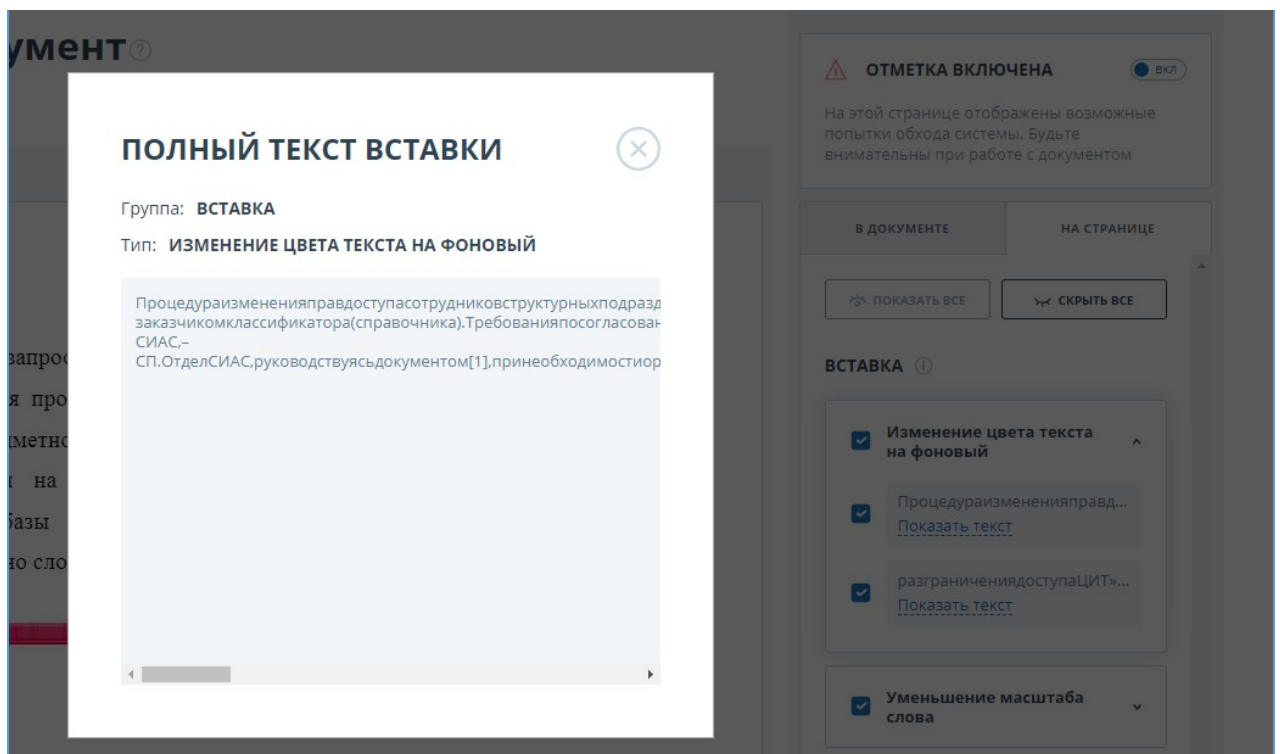 умент
ПОЛНЫЙ ТЕКСТ ВСТАВКИ
Группа: ВСТАВКА
Тип: ИЗМЕНЕНИЕ ЦВЕТА ТЕКСТА НА ФОНОВЫЙ
Процедураизмененияправдоступасотрудниковструктурныхподразд
заказчикомклассификатора(справочника).Требованияпосогласован
СИАС,–
СП.ОтделСИАС,руководствуясьдокументом[1],принеобходимостиор
запрос
я про
метно
на
базы
но сло
ОТМЕТКА ВКЛЮЧЕНА
ВКЛ
На этой странице отображены возможные
попытки обхода системы. Будьте
внимательны при работе с документом
В ДОКУМЕНТЕ
НА СТРАНИЦЕ
ПОКАЗАТЬ ВСЕ
СКРЫТЬ ВСЕ
ВСТАВКА
Изменение цвета текста
на фоновый
Процедураизмененияправд...
Показать текст
разграничениядоступаЦИТ»...
Показать текст
Уменьшение масштаба
слова